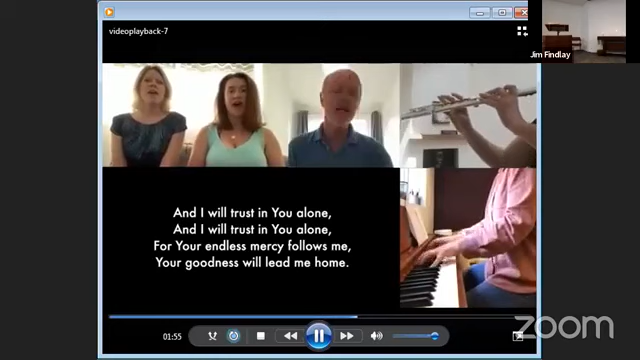 videoplayback-7
Jim Findlay
And I will trust in You alone,
And I will trust in You alone,
For Your endless mercy follows me,
Your goodness will lead me home.
01:55
zoom